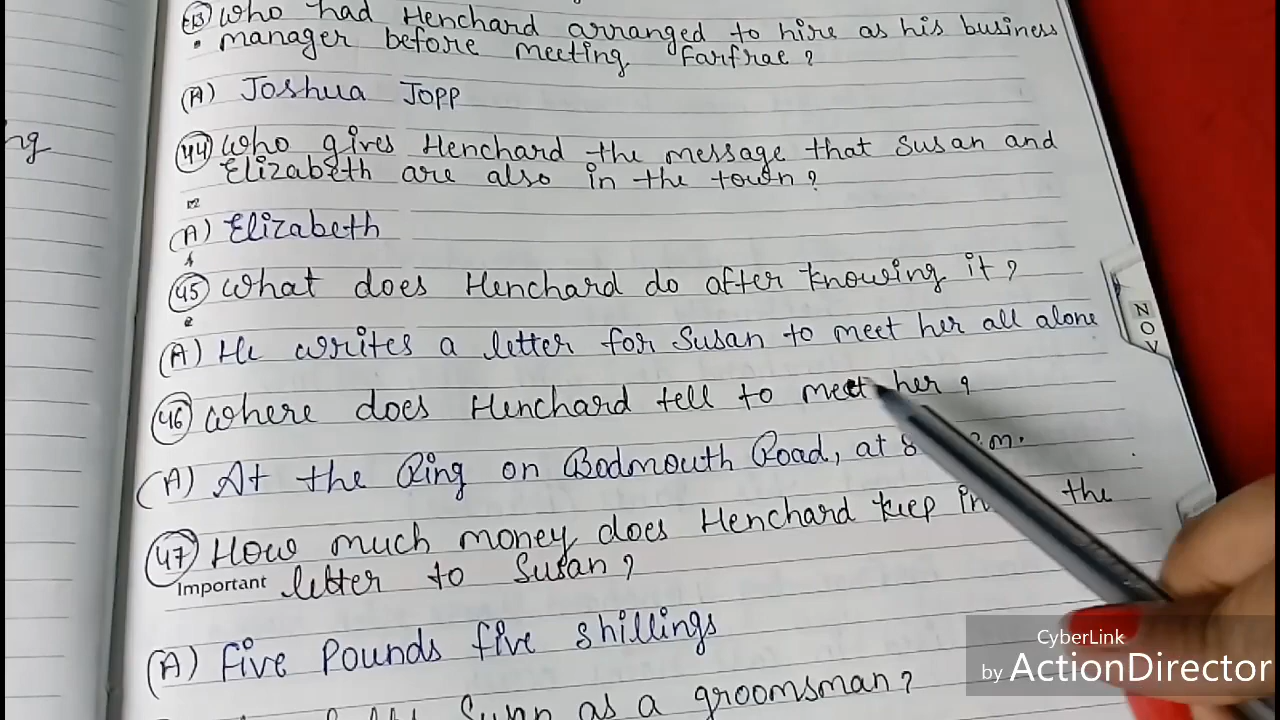 ng
43 Who had Henchard arranged to hire as his business
manager before meeting Farfrae?
(A) Joshua Jopp
44 Who gives Henchard the message that Susan and
Elizabeth are also in the town?
(A) Elizabeth
45 What does Henchard do after knowing it?
(A) He writes a letter for Susan to meet her all alone
46 Where does Henchard tell to meet her?
(A) At the Ring on Bodmouth Road, at 8 m.
47 How much money does Henchard keep in the
Important letter to Susan?
(A) Five Pounds five shillings
Susan as a groomsman?
NOV
CyberLink
by ActionDirector